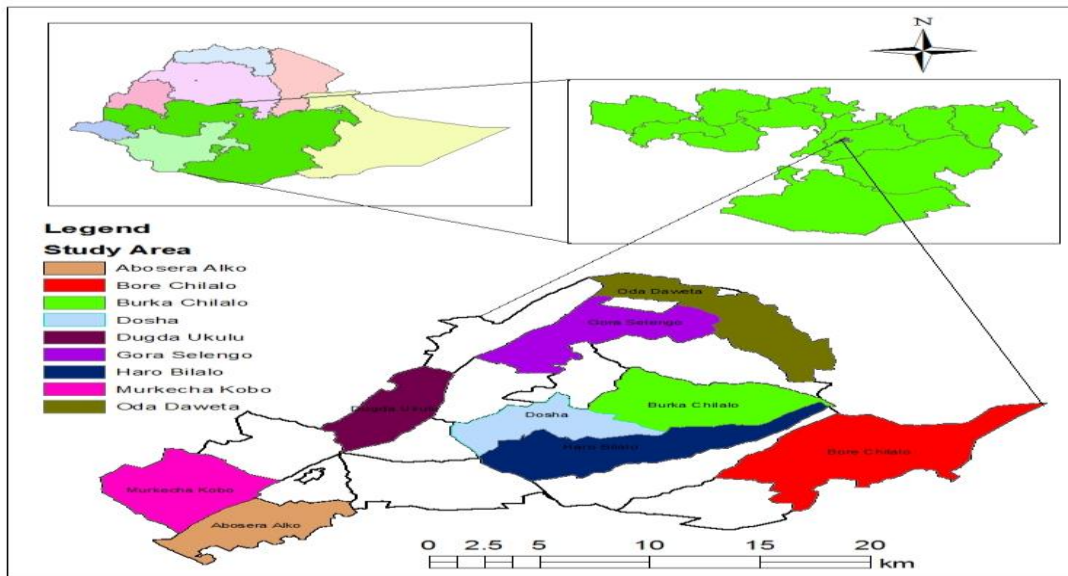 N
Legend
Study Area
Abosera Alko
Bore Chilalo
Burka Chilalo
Dosha
Dugda Ukulu
Gora Selengo
Haro Bilalo
Murkecha Kobo
Oda Daweta
Oda Daweta
Gora Selengo
Dugda Ukulu
Burka Chilalo
Dosha
Haro Bilalo
Bore Chilalo
Murkecha Kobo
Abosera Alko
0 2.5 5 10 15 20
km